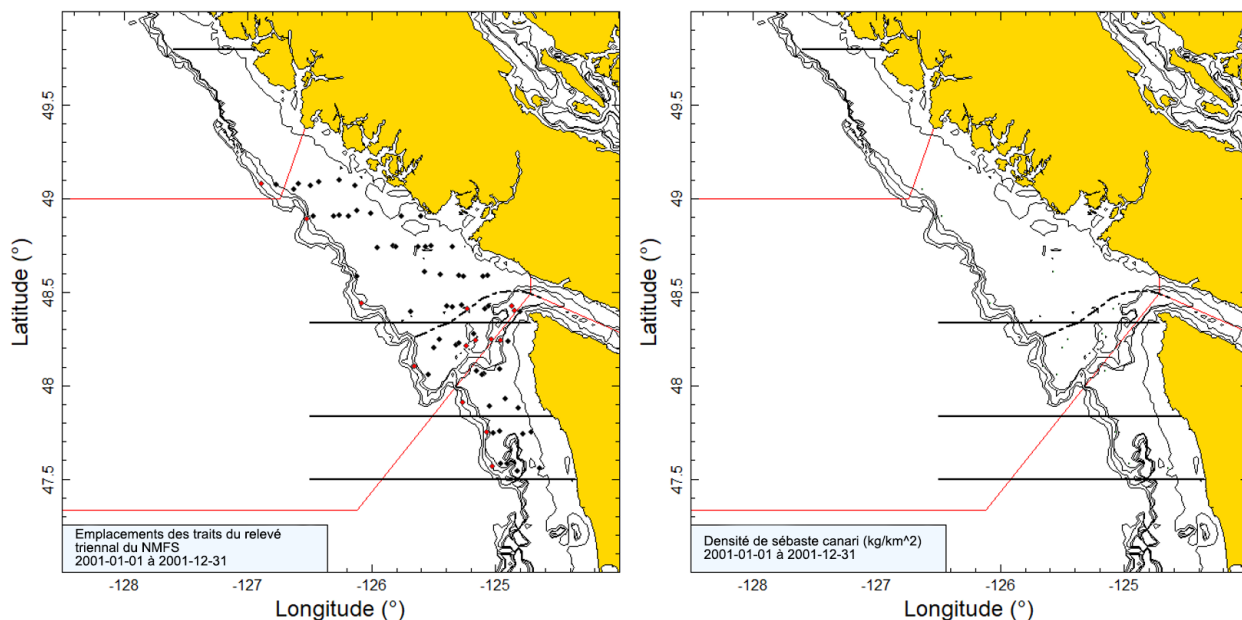 49.5
49
48.5
48
47.5
Latitude (°)
Emplacements des traits du relevé
triennal du NMFS
2001-01-01 à 2001-12-31
-128
-127
-126
-125
Longitude (°)
49.5
49
48.5
48
47.5
Latitude (°)
Densité de sébaste canari (kg/km^2)
2001-01-01 à 2001-12-31
-128
-127
-126
-125
Longitude (°)